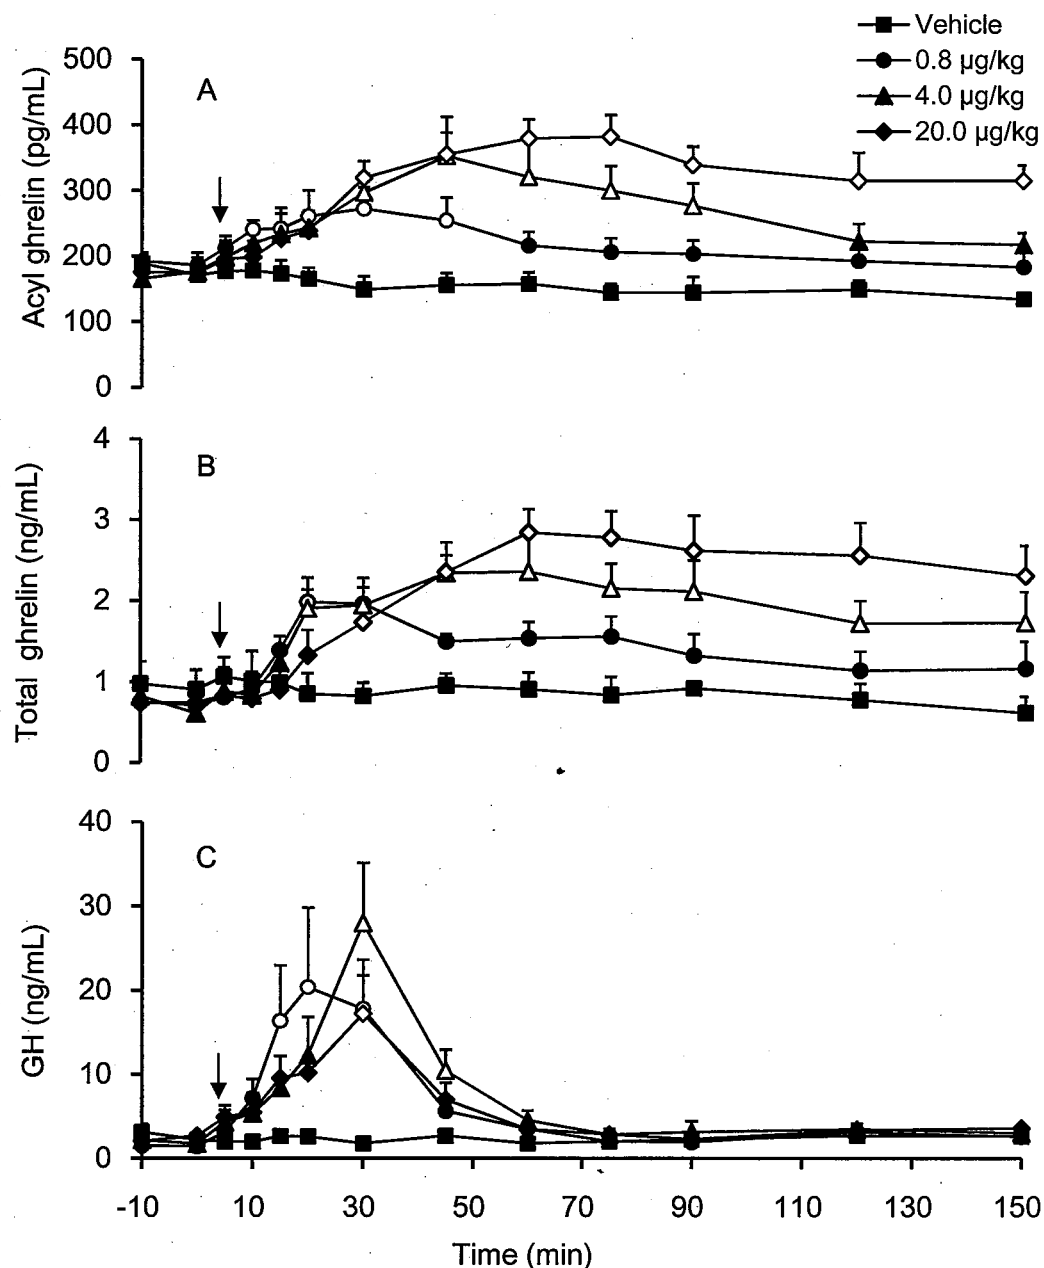 Vehicle
0.8 µg/kg
4.0 µg/kg
20.0 µg/kg
A
Acyl ghrelin (pg/mL)
500
400
300
200
100
0
B
Total ghrelin (ng/mL)
4
3
2
1
0
C
GH (ng/mL)
40
30
20
10
0
-10 10 30 50 70 90 110 130 150
Time (min)